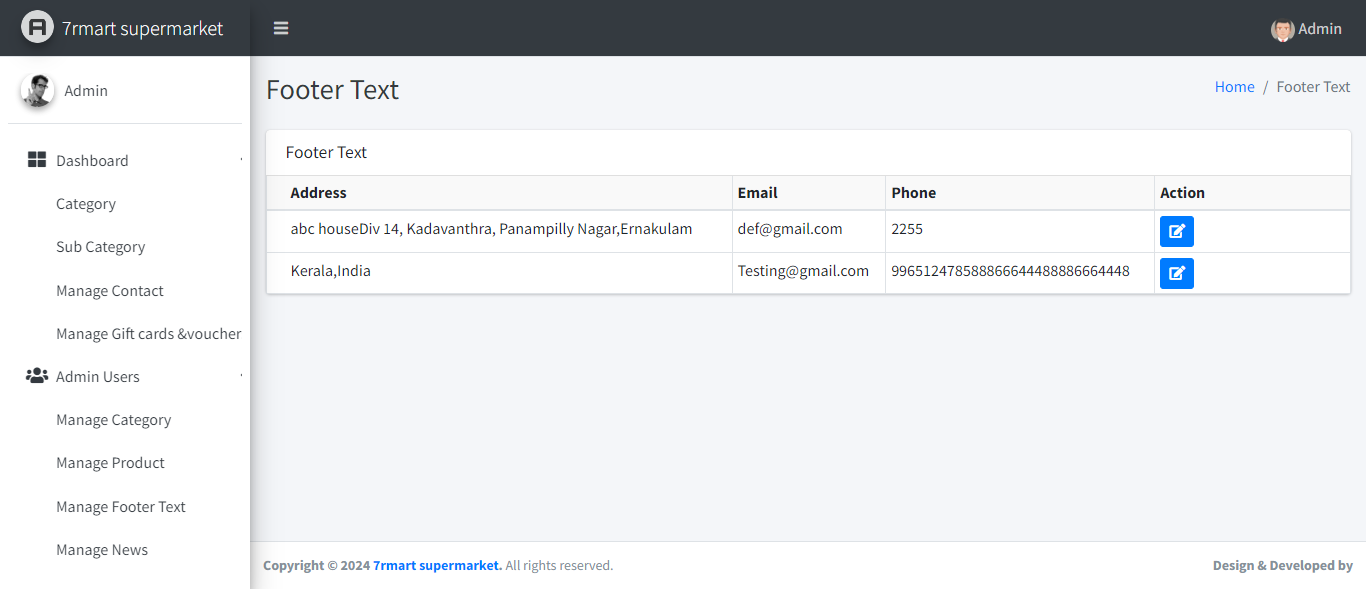 7rmart supermarket
Admin
Admin
Footer Text
Home / Footer Text
Dashboard
Category
Sub Category
Manage Contact
Manage Gift cards &voucher
Admin Users
Manage Category
Manage Product
Manage Footer Text
Manage News
Footer Text
Address Email Phone Action
abc houseDiv 14, Kadavanthra, Panampilly Nagar,Ernakulam def@gmail.com 2255
Kerala,India Testing@gmail.com 996512478588866644488886664448
Copyright © 2024 7rmart supermarket. All rights reserved.
Design & Developed by